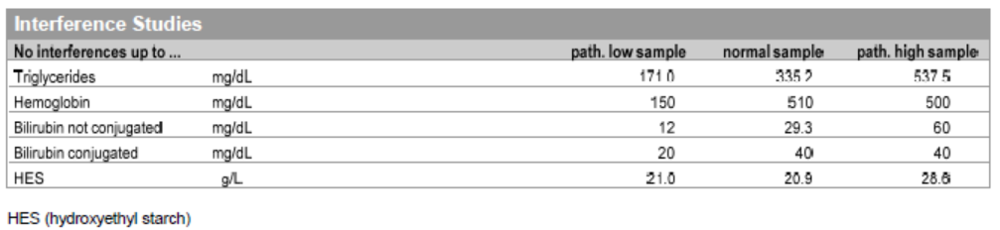 Interference Studies
No interferences up to ... path. low sample normal sample path. high sample
Triglycerides mg/dL 171.0 335.2 537.5
Hemoglobin mg/dL 150 510 500
Bilirubin not conjugated mg/dL 12 29.3 60
Bilirubin conjugated mg/dL 20 40 40
HES g/L 21.0 20.9 28.6
HES (hydroxyethyl starch)